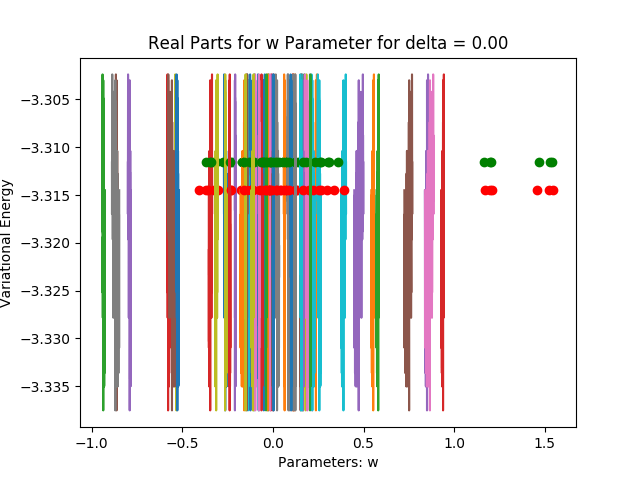 Real Parts for w Parameter for delta = 0.00
Variational Energy
−3.305
−3.310
−3.315
−3.320
−3.325
−3.330
−3.335
−1.0 −0.5 0.0 0.5 1.0 1.5
Parameters: w